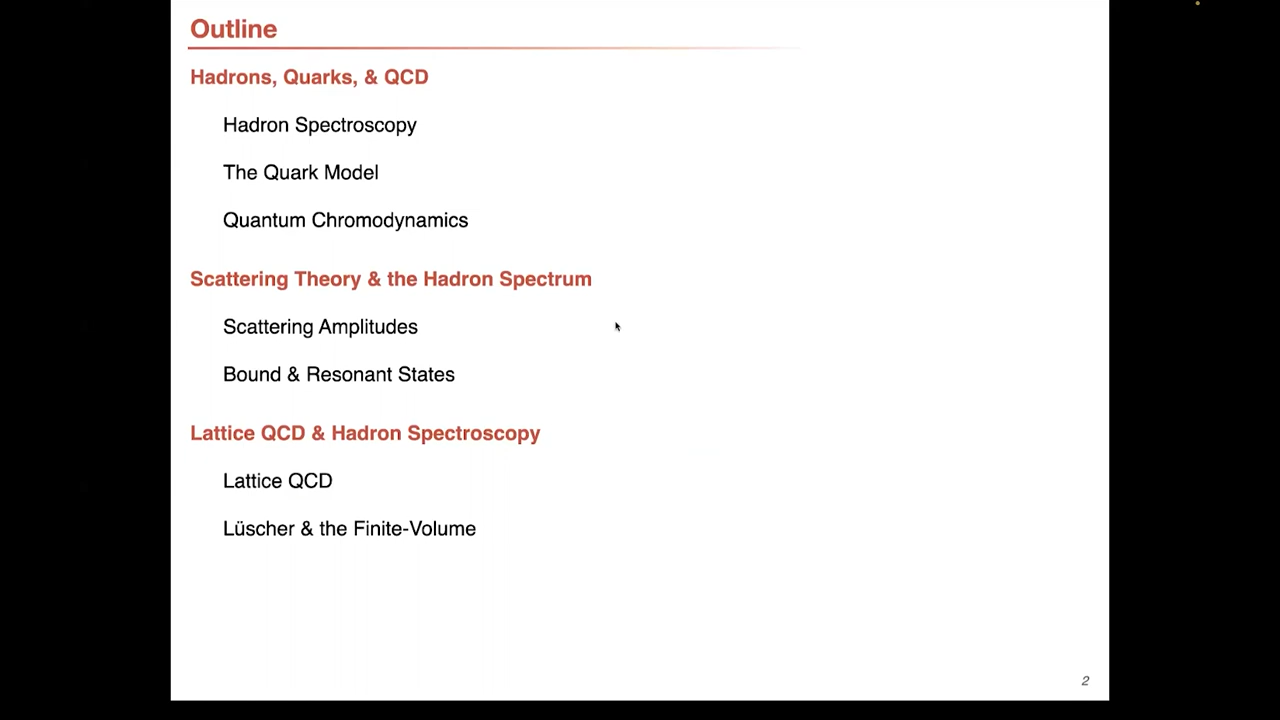 Outline
Hadrons, Quarks, & QCD
Hadron Spectroscopy
The Quark Model
Quantum Chromodynamics
Scattering Theory & the Hadron Spectrum
Scattering Amplitudes
Bound & Resonant States
Lattice QCD & Hadron Spectroscopy
Lattice QCD
Lüscher & the Finite-Volume
2